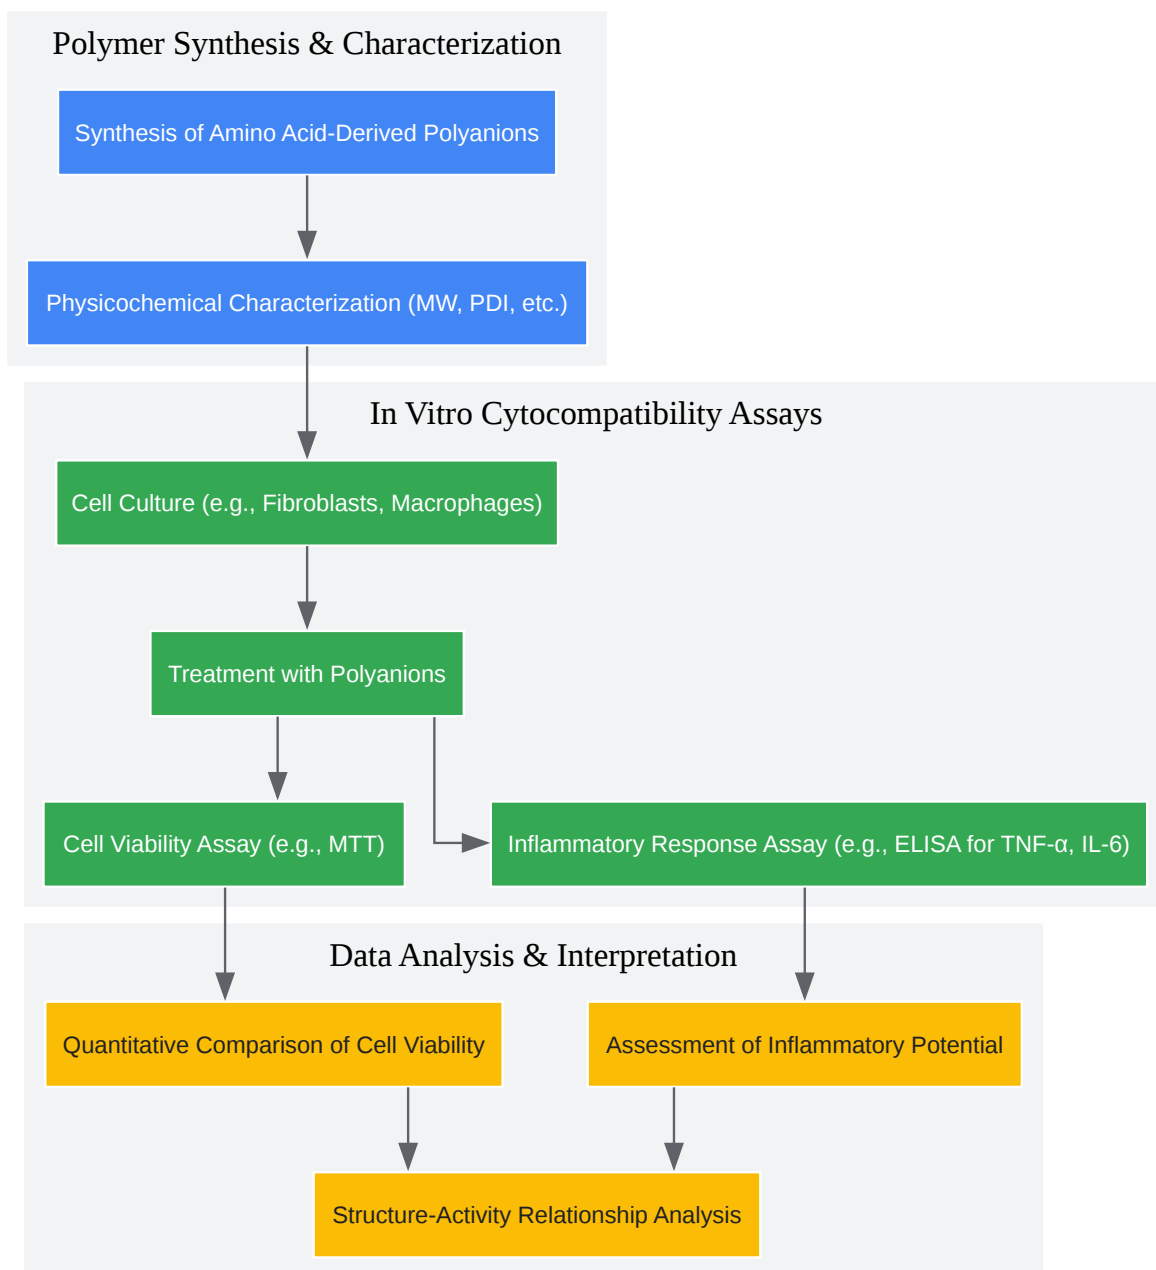 Polymer Synthesis & Characterization
Synthesis of Amino Acid-Derived Polyanions
Physicochemical Characterization (MW, PDI, etc.)
In Vitro Cytocompatibility Assays
Cell Culture (e.g., Fibroblasts, Macrophages)
Treatment with Polyanions
Cell Viability Assay (e.g., MTT)
Inflammatory Response Assay (e.g., ELISA for TNF-α, IL-6)
Data Analysis & Interpretation
Quantitative Comparison of Cell Viability
Assessment of Inflammatory Potential
Structure-Activity Relationship Analysis